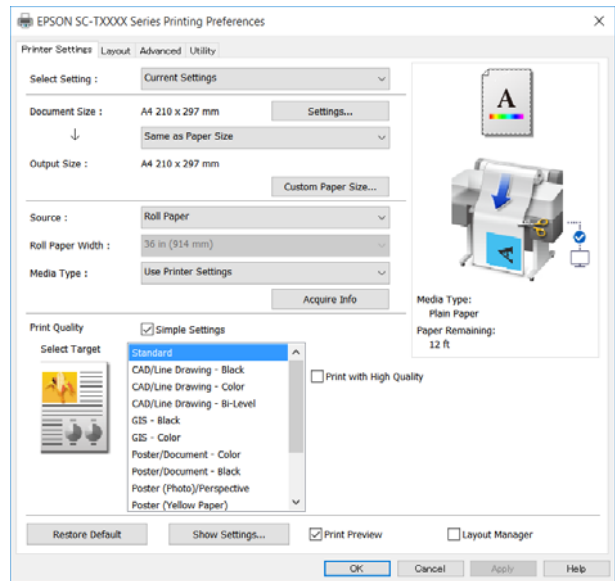 EPSON SC-TXXXX Series Printing Preferences
Printer Settings Layout Advanced Utility
Select Setting : Current Settings
Document Size : A4 210 x 297 mm Settings...
Same as Paper Size
Output Size : A4 210 x 297 mm
Custom Paper Size...
Source : Roll Paper
Roll Paper Width : 36 in (914 mm)
Media Type : Use Printer Settings
Acquire Info
A
A
Media Type:
Plain Paper
Paper Remaining:
12 ft
Print Quality Simple Settings
Select Target
Standard
CAD/Line Drawing - Black
CAD/Line Drawing - Color
CAD/Line Drawing - Bi-Level
GIS - Black
GIS - Color
Poster/Document - Color
Poster/Document - Black
Poster (Photo)/Perspective
Poster (Yellow Paper)
Print with High Quality
Restore Default Show Settings... Print Preview Layout Manager
OK Cancel Apply Help